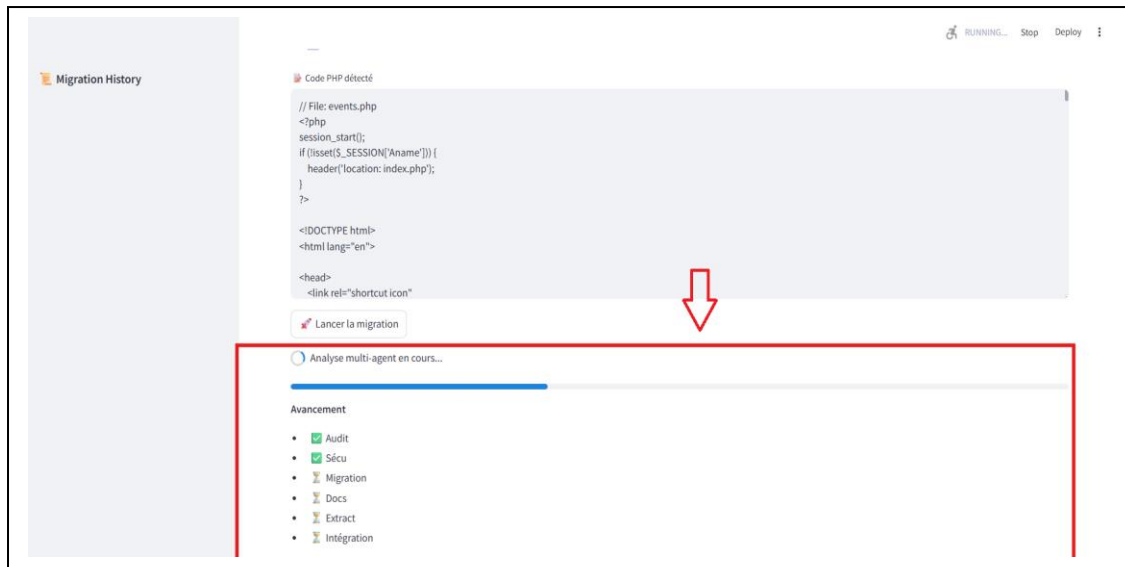 RUNNING... Stop Deploy
📜 Migration History
Code PHP détecté
// File: events.php
<?php
session_start();
if (!isset($_SESSION['Aname'])) {
header('location: index.php');
}
?>
<!DOCTYPE html>
<html lang="en">
<head>
<link rel="shortcut icon"
🚀 Lancer la migration
Analyse multi-agent en cours...
Avancement
• ✅ Audit
• ✅ Sécu
• ⏳ Migration
• ⏳ Docs
• ⏳ Extract
• ⏳ Intégration